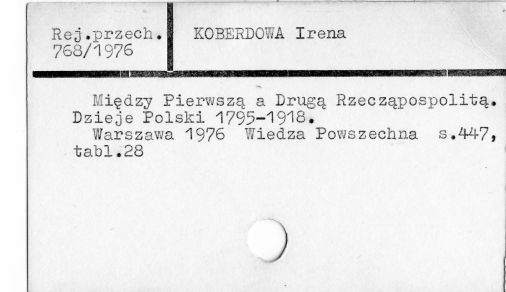 Rej.przech. KOBERDOWA Irena
768/1976
Między Pierwszą a Drugą Rzecząpospolitą.
Dzieje Polski 1795-1918.
Warszawa 1976 Wiedza Powszechna s.447,
tabl.28